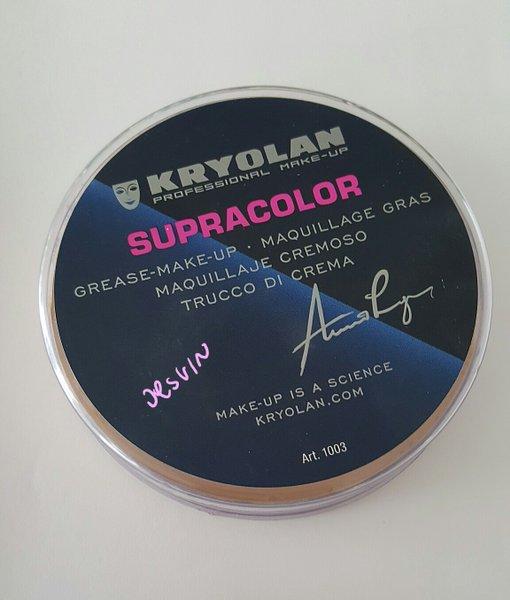 KRYOLAN
PROFESSIONAL MAKE-UP
SUPRACOLOR
GREASE-MAKE-UP · MAQUILLAGE GRAS
MAQUILLAJE CREMOSO
TRUCCO DI CREMA
MAKE-UP IS A SCIENCE
KRYOLAN.COM
Art. 1003